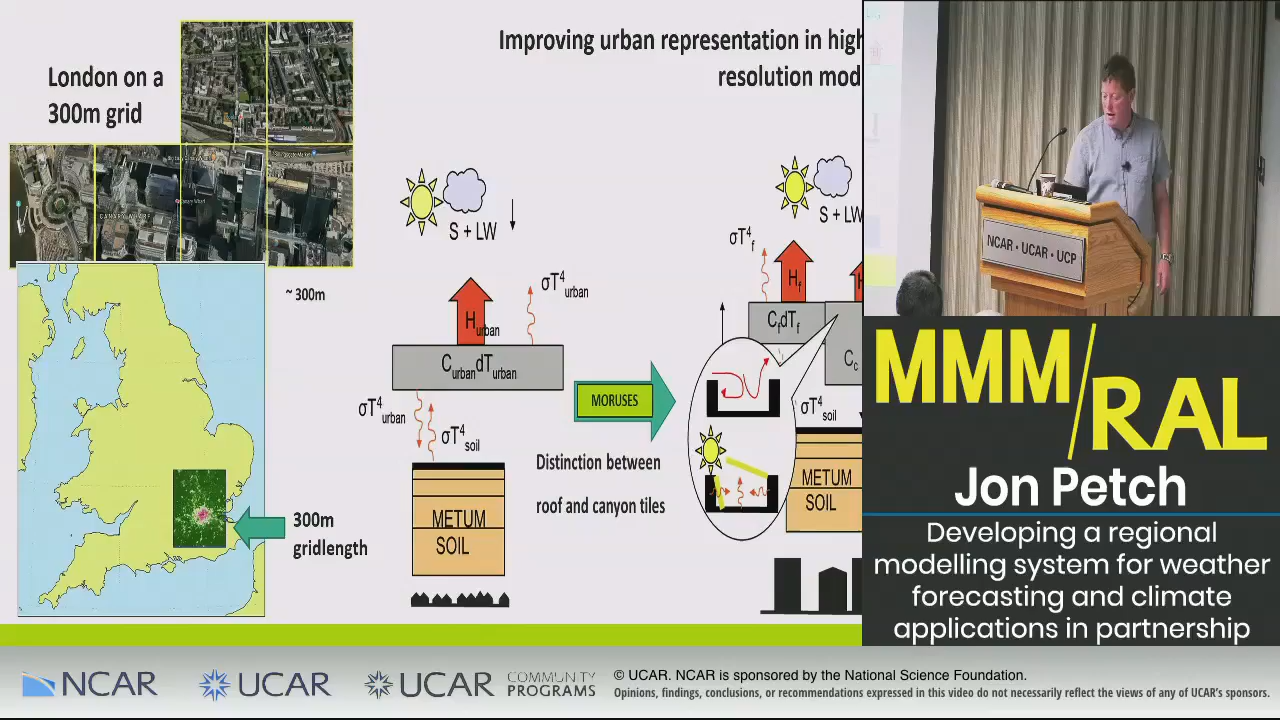 Improving urban representation in high
resolution mod
London on a
300m grid
CANARY WHARF
~ 300m
300m
gridlength
S + LW
σT⁴urban
Hurban
CurbandTurban
σT⁴urban
σT⁴soil
METUM
SOIL
MORUSES
Distinction between
roof and canyon tiles
S + LW
σT⁴f
Hf
CfdTf
Cc
σT⁴soil
METUM
SOIL
NCAR • UCAR • UCP
MMM/RAL
Jon Petch
Developing a regional
modelling system for weather
forecasting and climate
applications in partnership
NCAR
UCAR
UCAR
COMMUNITY
PROGRAMS
© UCAR. NCAR is sponsored by the National Science Foundation.
Opinions, findings, conclusions, or recommendations expressed in this video do not necessarily reflect the views of any of UCAR's sponsors.